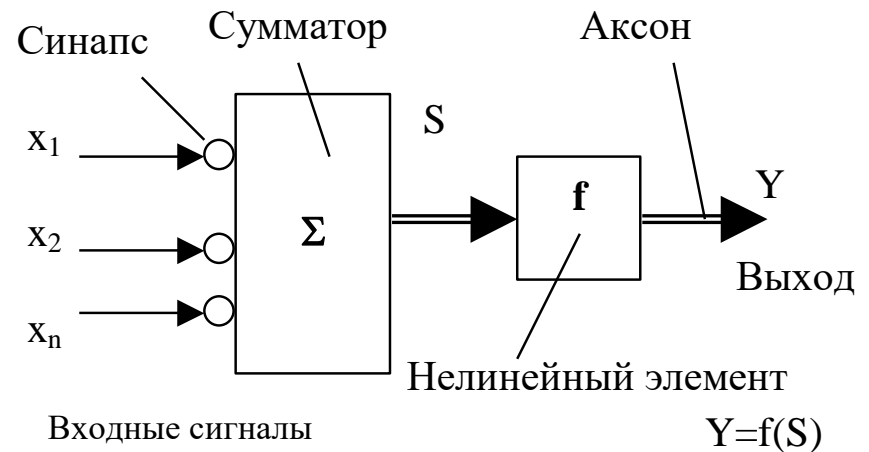 Синапс
Сумматор
Аксон
x1
x2
xn
Σ
S
f
Y
Выход
Нелинейный элемент
Входные сигналы
Y=f(S)